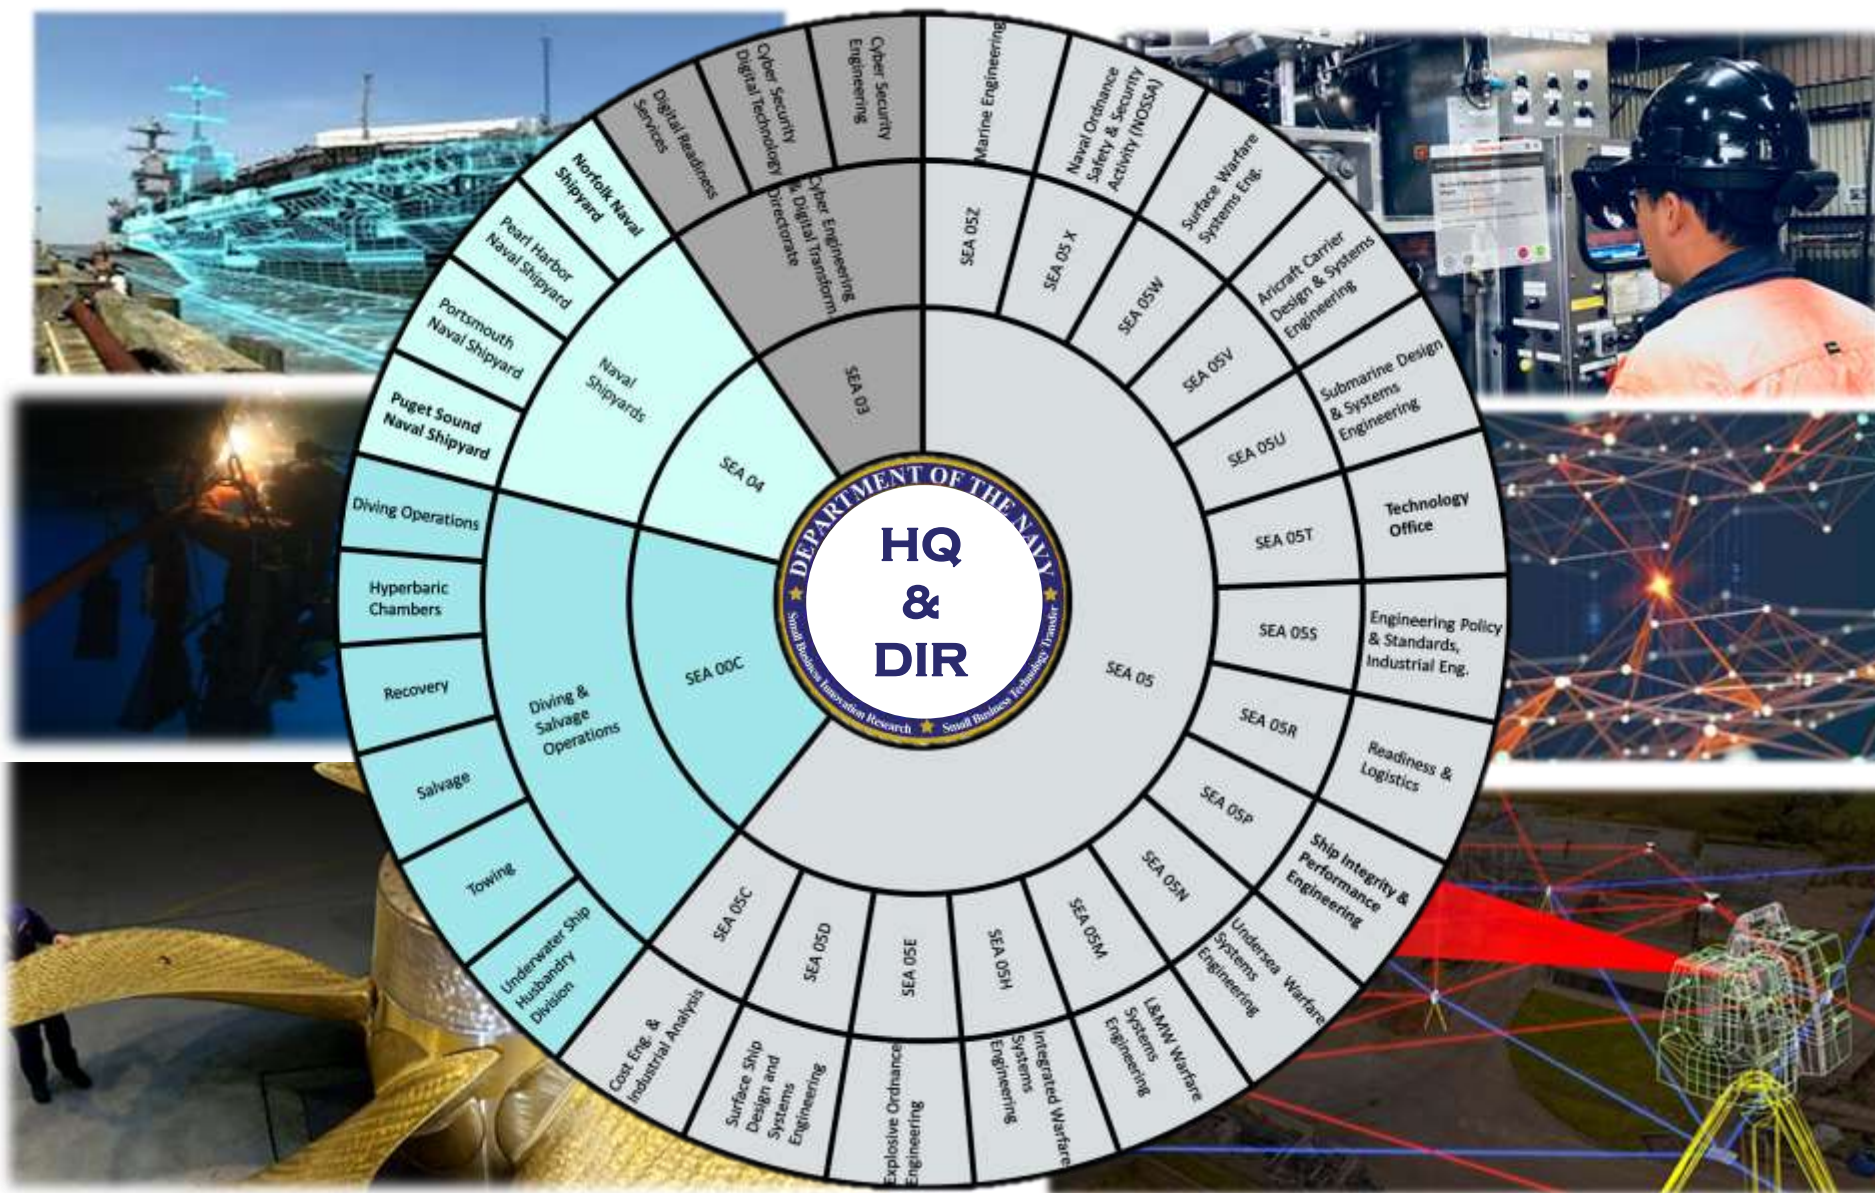 DEPARTMENT OF THE NAVY
HQ
&
DIR
Small Business Innovation Research
Small Business Technology Transfer
SEA 05
SEA 05Z
Marine Engineering
SEA 05 X
Naval Ordnance
Safety & Security
Activity (NOSSA)
SEA 05W
Surface Warfare
Systems Eng.
SEA 05V
Aricraft Carrier
Design & Systems
Engineering
SEA 05U
Submarine Design
& Systems
Engineering
SEA 05T
Technology
Office
SEA 05S
Engineering Policy
& Standards,
Industrial Eng.
SEA 05R
Readiness &
Logistics
SEA 05P
Ship Integrity &
Performance
Engineering
SEA 05N
Undersea Warfare
Systems
Engineering
SEA 05M
L&MW Warfare
Systems
Engineering
SEA 05H
Integrated Warfare
Systems
Engineering
SEA 05E
Explosive Ordnance
Engineering
SEA 05D
Surface Ship
Design and
Systems
Engineering
SEA 05C
Cost Eng. &
Industrial Analysis
SEA 00C
Diving &
Salvage
Operations
Underwater Ship
Husbandry
Division
Towing
Salvage
Recovery
Hyperbaric
Chambers
Diving Operations
SEA 04
Naval
Shipyards
Puget Sound
Naval Shipyard
Portsmouth
Naval Shipyard
Pearl Harbor
Naval Shipyard
Norfolk Naval
Shipyard
SEA 03
Cyber Engineering
& Digital Transform
Directorate
Digital Readiness
Services
Cyber Security
Digital Technology
Cyber Security
Engineering